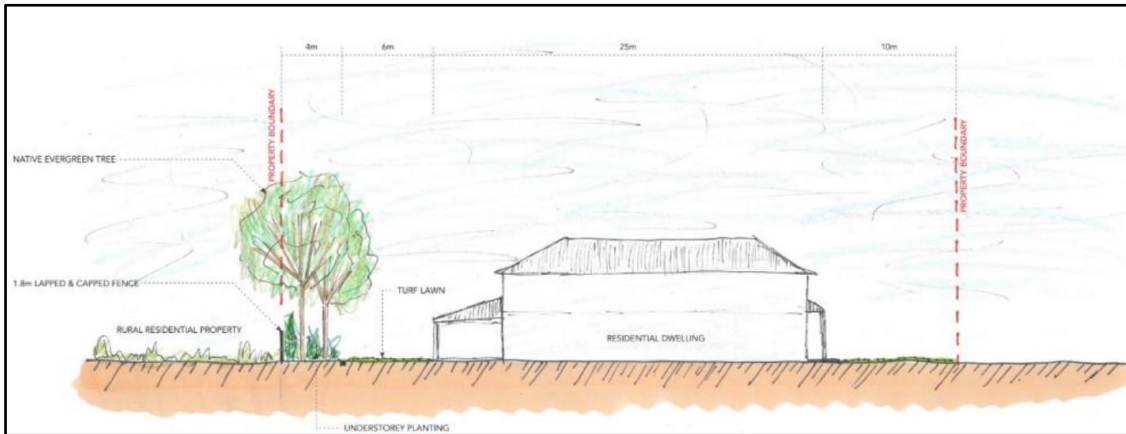 4m 6m 25m 10m
PROPERTY BOUNDARY
PROPERTY BOUNDARY
NATIVE EVERGREEN TREE
1.8m LAPPED & CAPPED FENCE
TURF LAWN
RURAL RESIDENTIAL PROPERTY
RESIDENTIAL DWELLING
UNDERSTOREY PLANTING